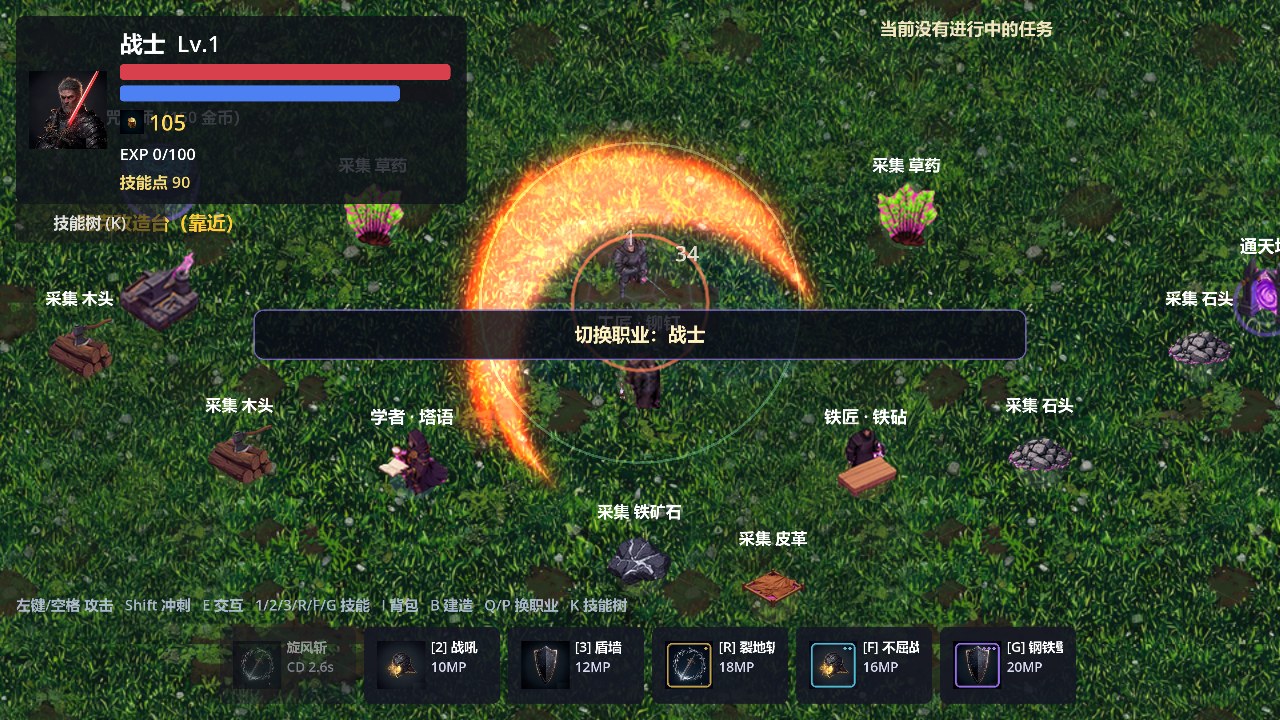 战士 Lv.1
当前没有进行中的任务
105
EXP 0/100
技能点 90
技能树 (K)
改造台（靠近）
采集 草药
采集 草药
通天塔
采集 木头
采集 石头
34
切换职业：战士
采集 木头
学者 · 塔语
铁匠 · 铁砧
采集 石头
采集 铁矿石
采集 皮革
左键/空格 攻击 Shift 冲刺 E 交互 1/2/3/R/F/G 技能 I 背包 B 建造 Q/P 换职业 K 技能树
旋风斩
CD 2.6s
[2] 战吼
10MP
[3] 盾墙
12MP
[R] 裂地斩
18MP
[F] 不屈战
16MP
[G] 钢铁
20MP